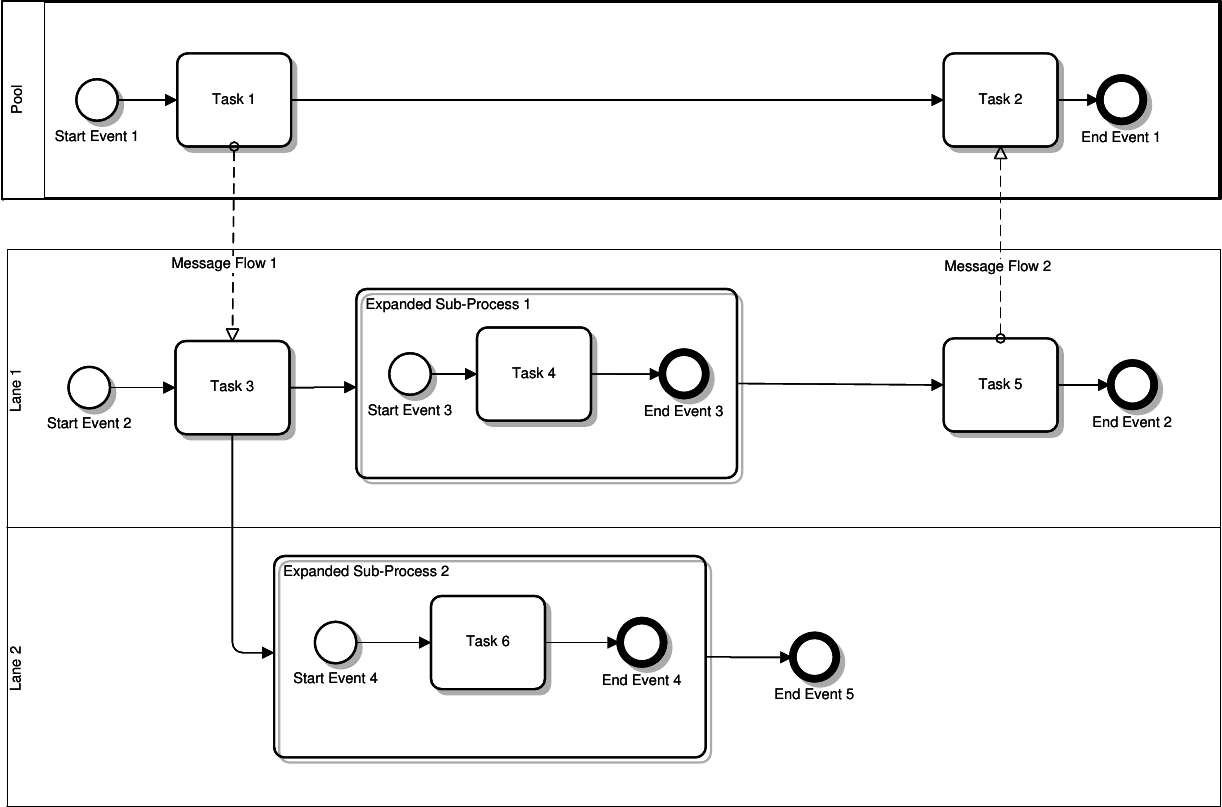 Pool
Task 1
Task 2
Start Event 1
End Event 1
Message Flow 1
Message Flow 2
Lane 1
Expanded Sub-Process 1
Task 3
Task 4
Task 5
Start Event 2
Start Event 3
End Event 3
End Event 2
Lane 2
Expanded Sub-Process 2
Task 6
Start Event 4
End Event 4
End Event 5